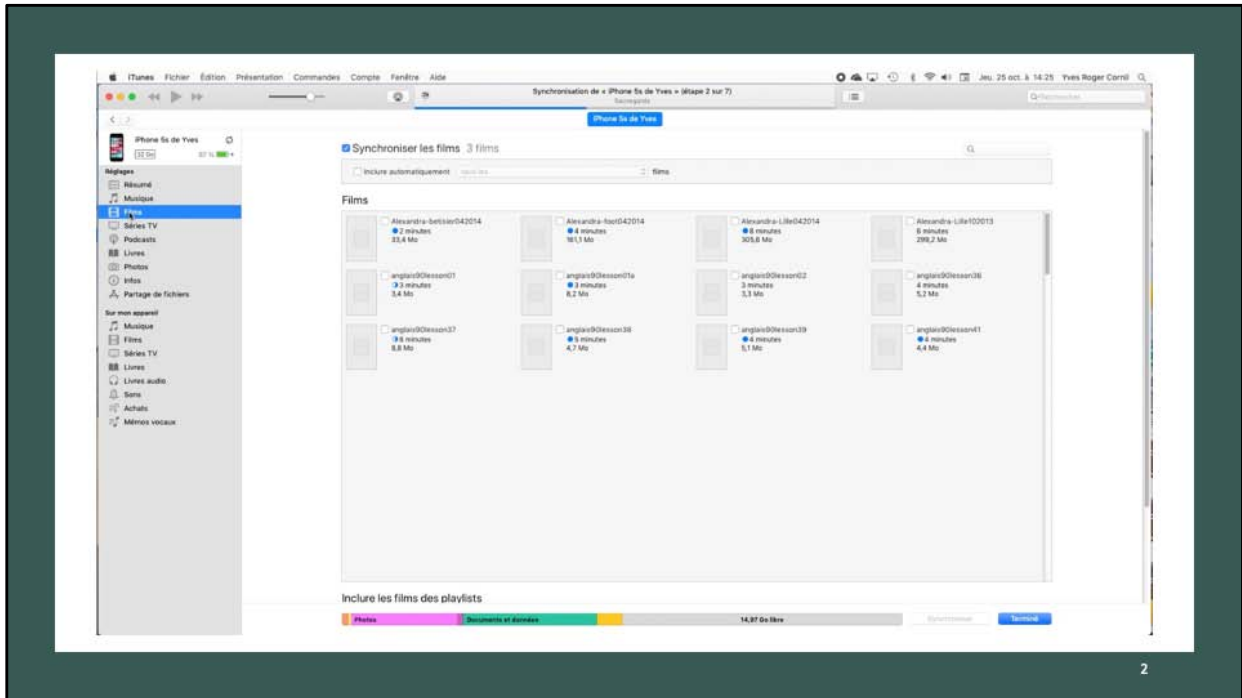 iTunes Fichier Édition Présentation Commandes Compte Fenêtre Aide Jeu. 25 oct. à 14:25 Yves Roger Cornil
Synchronisation de « iPhone 5s de Yves » (étape 2 sur 7)
Sauvegarde
Rechercher
iPhone 5s de Yves
iPhone 5s de Yves
32 Go 97 %
Réglages
Résumé
Musique
Films
Séries TV
Podcasts
Livres
Photos
Infos
Partage de fichiers
Sur mon appareil
Musique
Films
Séries TV
Livres
Livres audio
Sons
Achats
Mémos vocaux
Synchroniser les films 3 films
Inclure automatiquement tous les films
Films
Alexandra-betisier042014
2 minutes
33,4 Mo
Alexandra-foot042014
4 minutes
161,1 Mo
Alexandra-Lille042014
8 minutes
305,8 Mo
Alexandra-Lille102013
6 minutes
299,2 Mo
anglais90lesson01
3 minutes
3,4 Mo
anglais90lesson01a
3 minutes
6,2 Mo
anglais90lesson02
3 minutes
3,3 Mo
anglais90lesson36
4 minutes
5,2 Mo
anglais90lesson37
6 minutes
8,8 Mo
anglais90lesson38
5 minutes
4,7 Mo
anglais90lesson39
4 minutes
5,1 Mo
anglais90lesson41
4 minutes
4,4 Mo
Inclure les films des playlists
Photos Documents et données 14,97 Go libre Synchroniser Terminé
2